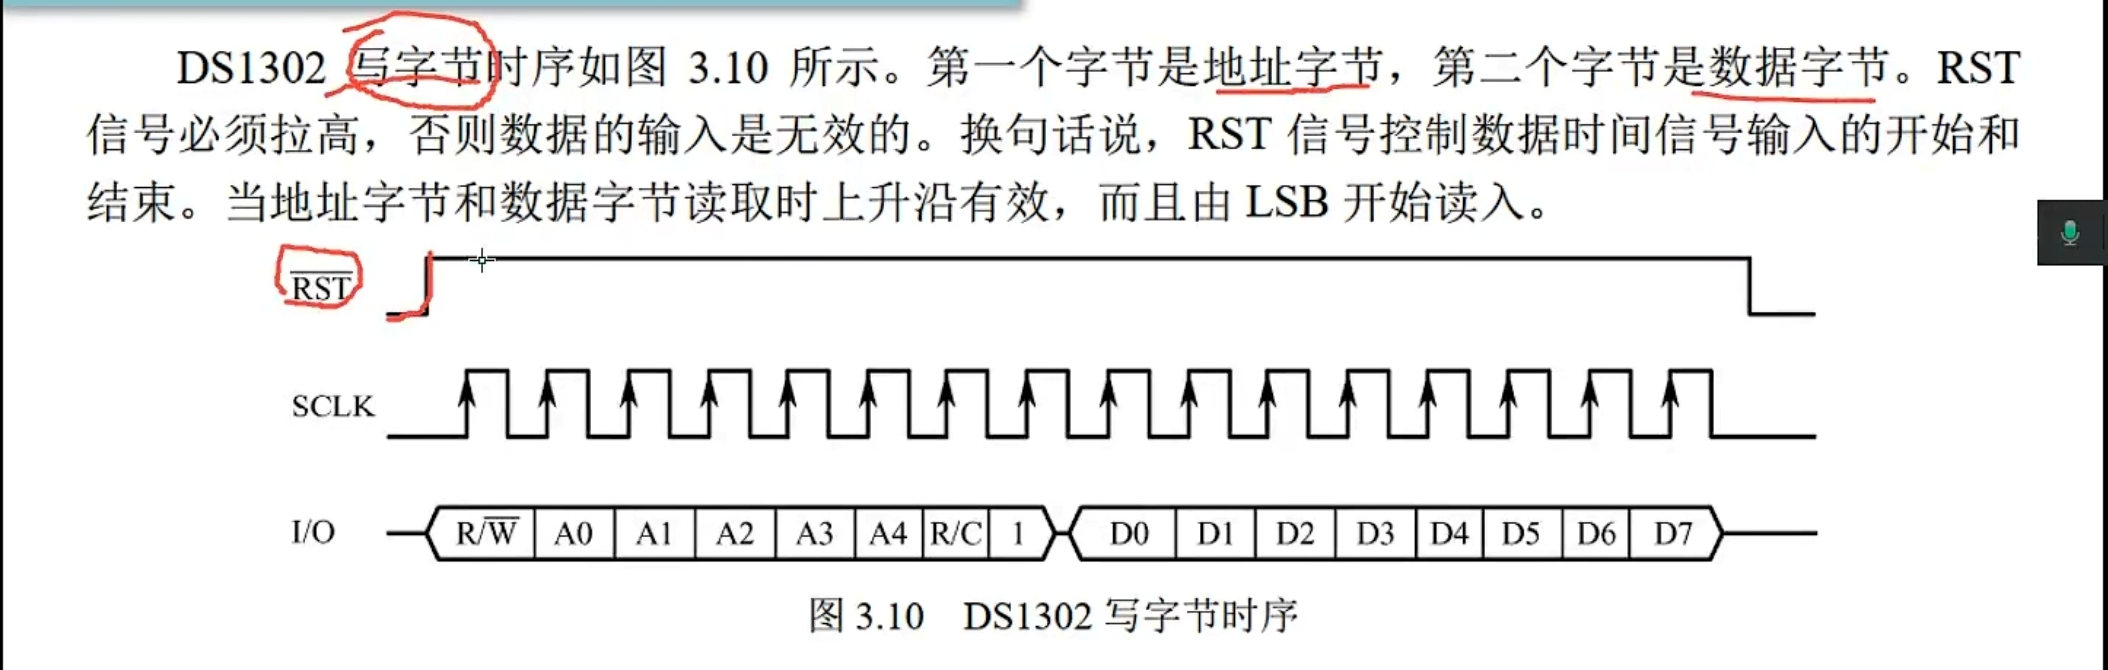 DS1302 写字节时序如图 3.10 所示。第一个字节是地址字节，第二个字节是数据字节。RST
信号必须拉高，否则数据的输入是无效的。换句话说，RST 信号控制数据时间信号输入的开始和
结束。当地址字节和数据字节读取时上升沿有效，而且由 LSB 开始读入。
R̅S̅T̅
SCLK
I/O R/W̅ A0 A1 A2 A3 A4 R/C 1 D0 D1 D2 D3 D4 D5 D6 D7
图 3.10 DS1302 写字节时序